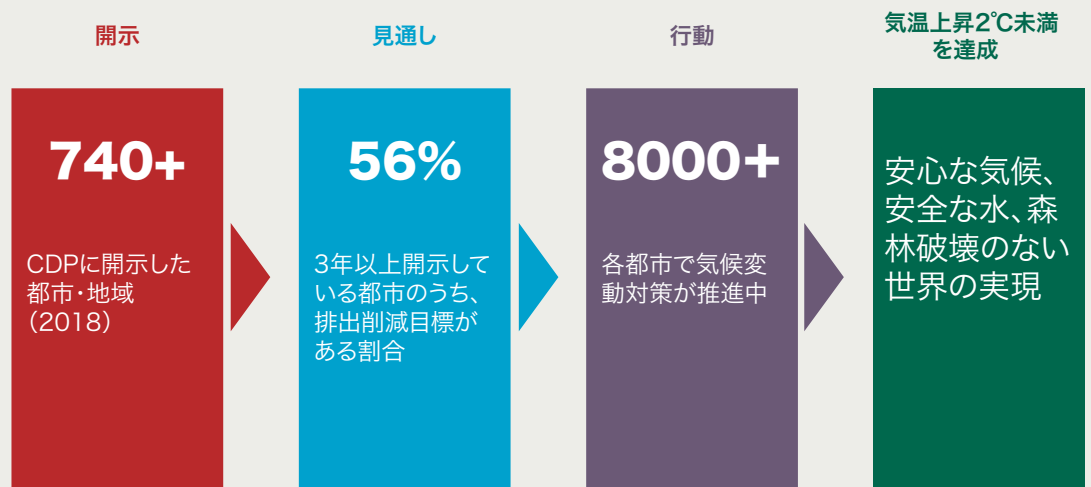 開示
740+
CDPに開示した
都市・地域
（2018）
見通し
56%
3年以上開示して
いる都市のうち、
排出削減目標が
ある割合
行動
8000+
各都市で気候変
動対策が推進中
気温上昇2℃未満
を達成
安心な気候、
安全な水、森
林破壊のない
世界の実現